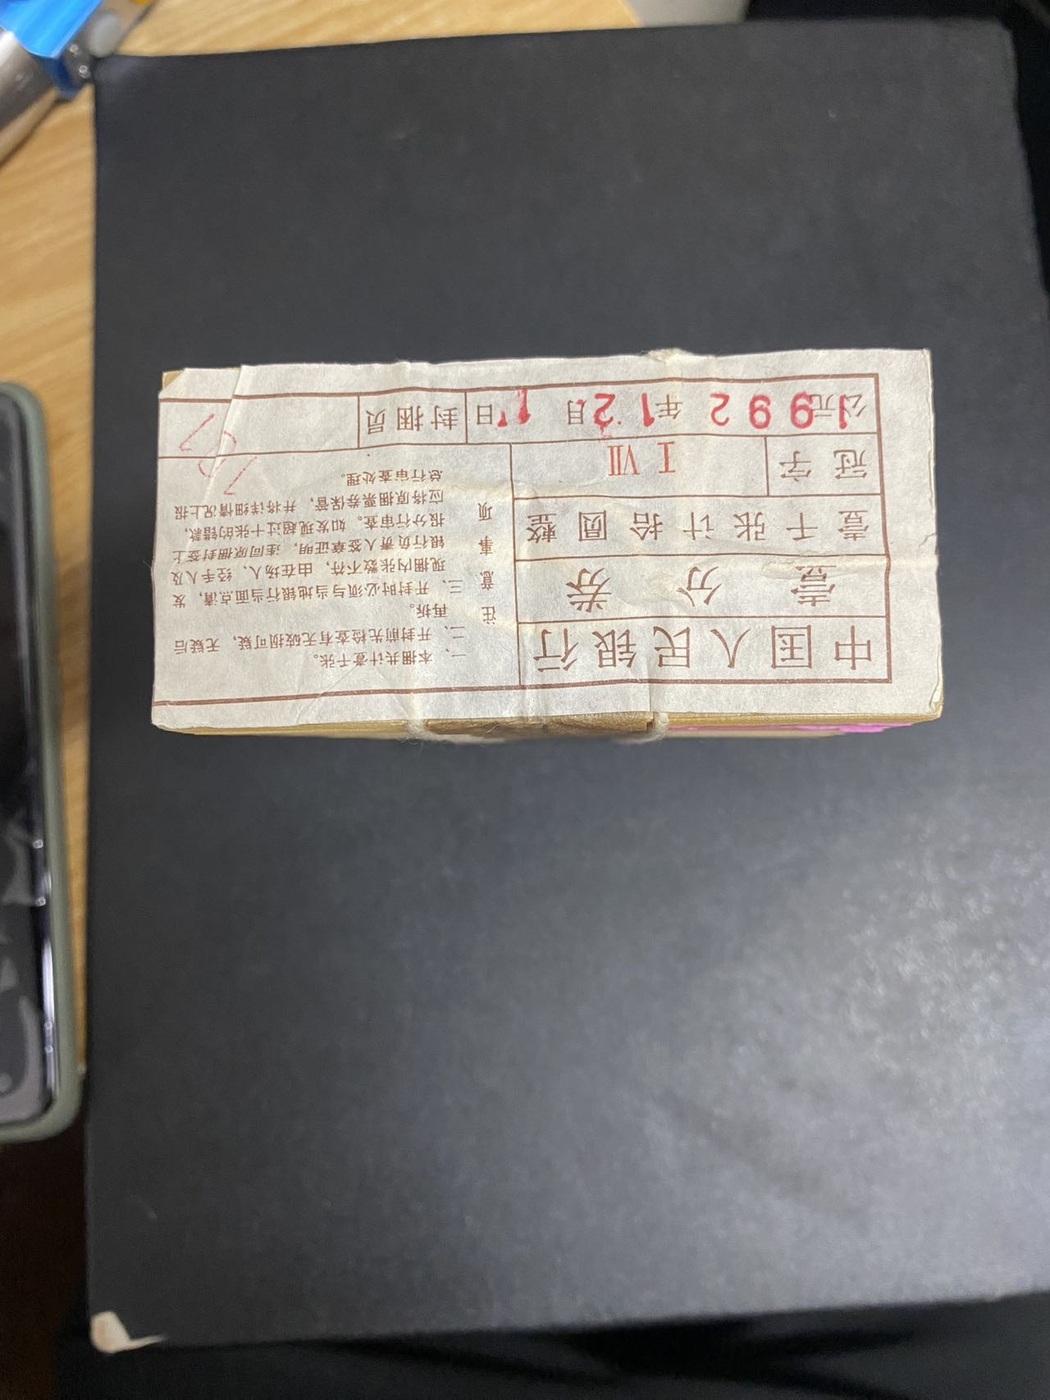 中国人民银行
壹分券
壹千张计拾圆整
冠字 I VII
公元1992年12月1日 封捆员
注意事项
一、本捆共计壹千张。
二、开封前先检查有无破损可疑，无疑后
再拆。
三、开封时必须与当地银行当面点清，发
现捆内张数不符，由在场人、经手人及
银行负责人签章证明，连同原捆封签上
报分行审查。如发现超过十张的错款，
应将原捆票券保管，并将详细情况上报
总行审查处理。